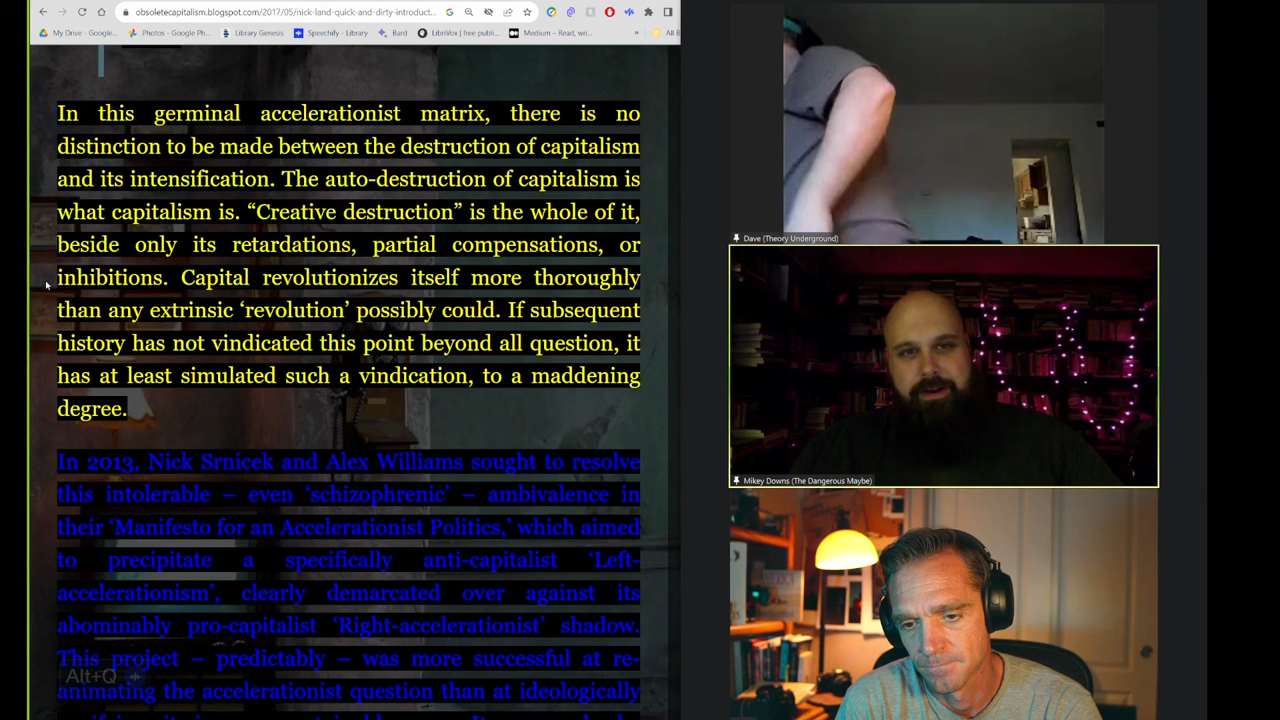 obsoletecapitalism.blogspot.com/2017/05/nick-land-quick-and-dirty-introduct...
My Drive - Google...
Photos - Google Ph...
Library Genesis
Speechify - Library
Bard
LibriVox | free publi...
Medium – Read, wri...
»
All B
In this germinal accelerationist matrix, there is no
distinction to be made between the destruction of capitalism
and its intensification. The auto-destruction of capitalism is
what capitalism is. “Creative destruction” is the whole of it,
beside only its retardations, partial compensations, or
inhibitions. Capital revolutionizes itself more thoroughly
than any extrinsic ‘revolution’ possibly could. If subsequent
history has not vindicated this point beyond all question, it
has at least simulated such a vindication, to a maddening
degree.
In 2013, Nick Srnicek and Alex Williams sought to resolve
this intolerable – even ‘schizophrenic’ – ambivalence in
their ‘Manifesto for an Accelerationist Politics,’ which aimed
to precipitate a specifically anti-capitalist ‘Left-
accelerationism’, clearly demarcated over against its
abominably pro-capitalist ‘Right-accelerationist’ shadow.
This project – predictably – was more successful at re-
animating the accelerationist question than at ideologically
Alt+Q
Dave (Theory Underground)
Mikey Downs (The Dangerous Maybe)